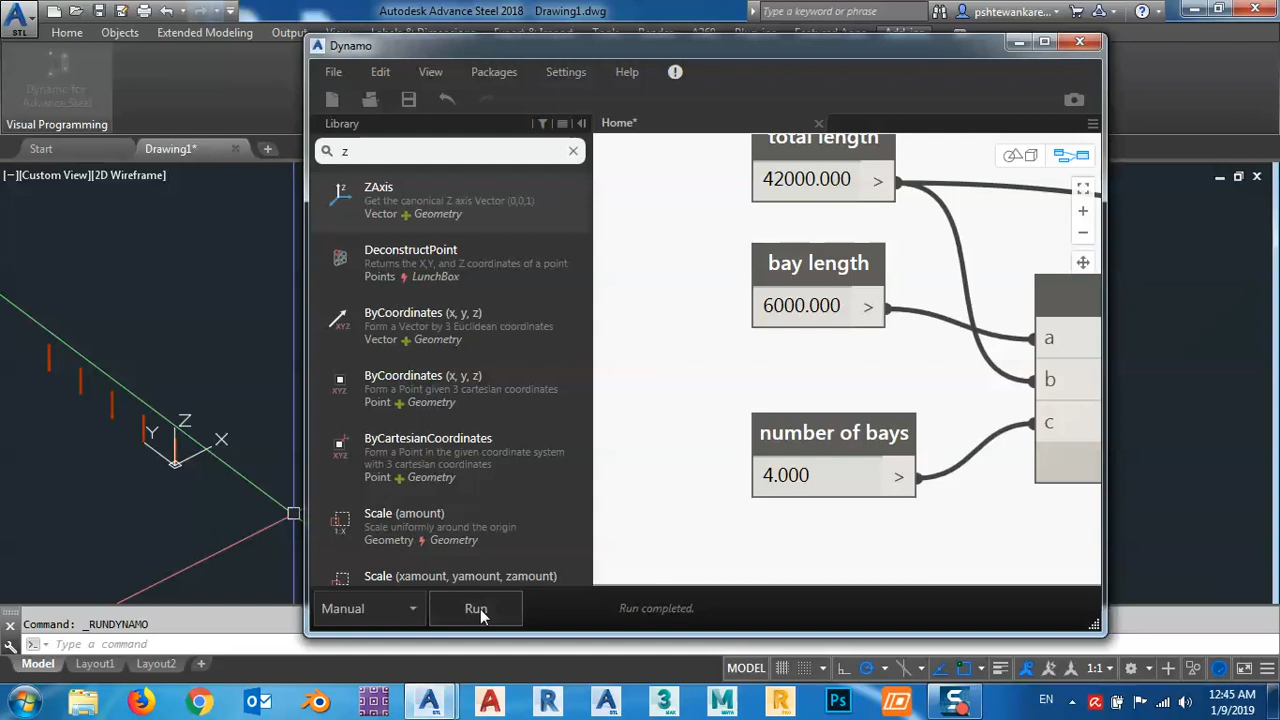 Autodesk Advance Steel 2018 Drawing1.dwg
Type a keyword or phrase
pshtewankare...
STL
Home Objects Extended Modeling
Dynamo for
Advance Steel
Visual Programming
Start Drawing1*
[−][Custom View][2D Wireframe]
Dynamo
File Edit View Packages Settings Help
Library
Home*
z
ZAxis
Get the canonical Z axis Vector (0,0,1)
Vector Geometry
DeconstructPoint
Returns the X,Y, and Z coordinates of a point
Points LunchBox
ByCoordinates (x, y, z)
Form a Vector by 3 Euclidean coordinates
Vector Geometry
ByCoordinates (x, y, z)
Form a Point given 3 cartesian coordinates
Point Geometry
ByCartesianCoordinates
Form a Point in the given coordinate system
with 3 cartesian coordinates
Point Geometry
Scale (amount)
Scale uniformly around the origin
Geometry Geometry
Scale (xamount, yamount, zamount)
total length
42000.000 >
bay length
6000.000 >
number of bays
4.000 >
a
b
c
Z
Y
X
Manual Run Run completed.
Command: _RUNDYNAMO
Type a command
Model Layout1 Layout2
MODEL 1:1
EN
12:45 AM
1/9/2019